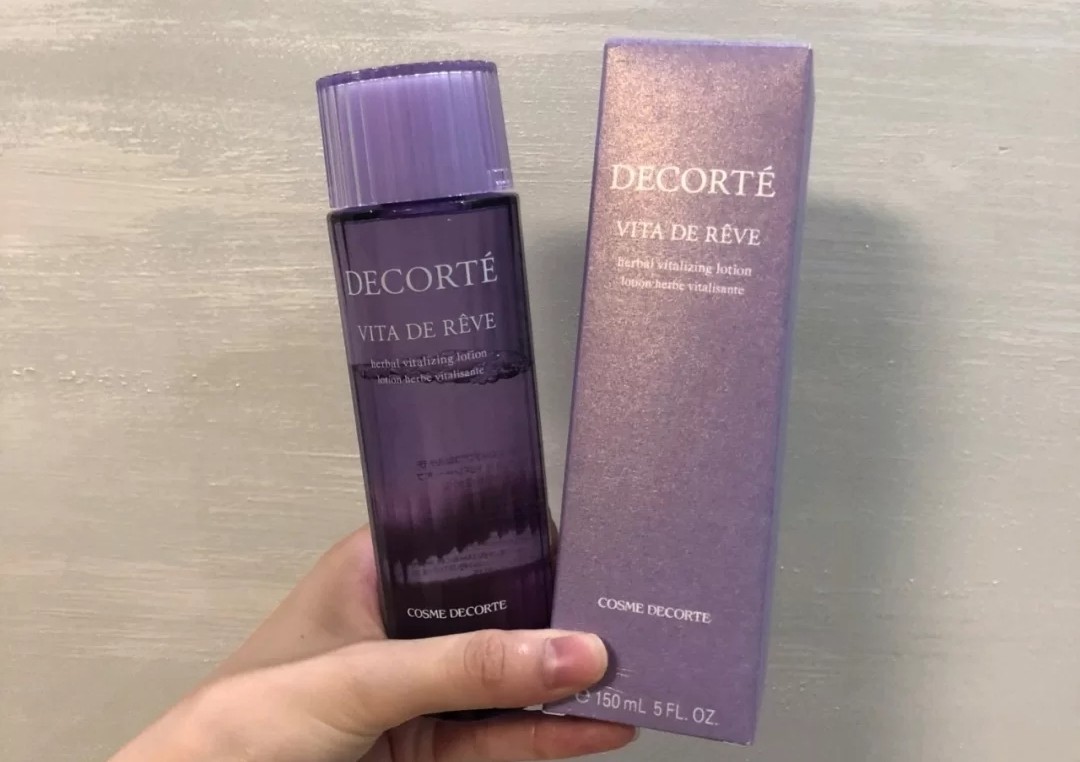 DECORTÉ
VITA DE RÊVE
herbal vitalizing lotion
lotion herbe vitalisante
COSME DECORTE
DECORTÉ
VITA DE RÊVE
herbal vitalizing lotion
lotion herbe vitalisante
COSME DECORTE
℮ 150 mL 5 FL. OZ.